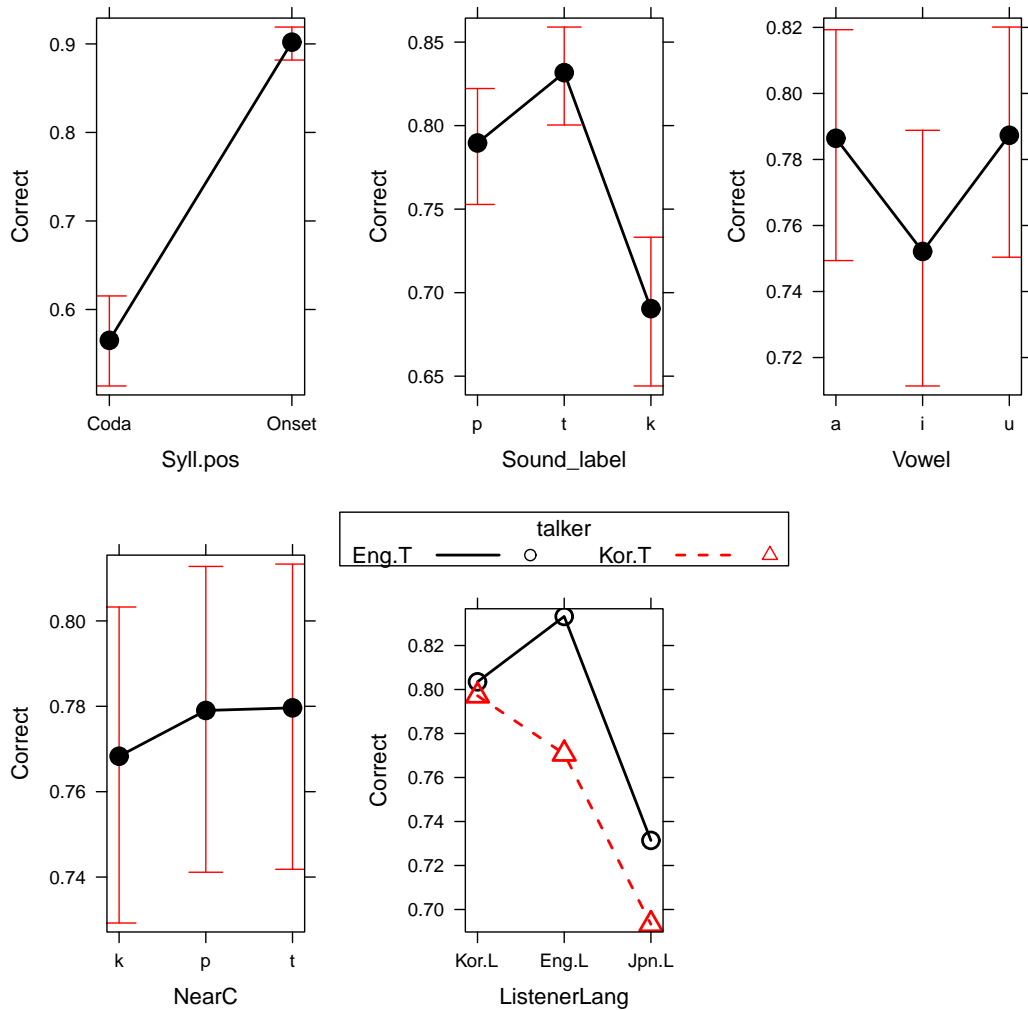 Correct
0.9
0.8
0.7
0.6
Coda Onset
Syll.pos
Correct
0.85
0.80
0.75
0.70
0.65
p t k
Sound_label
Correct
0.82
0.80
0.78
0.76
0.74
0.72
a i u
Vowel
Correct
0.80
0.78
0.76
0.74
k p t
NearC
talker
Eng.T Kor.T
Correct
0.82
0.80
0.78
0.76
0.74
0.72
0.70
Kor.L Eng.L Jpn.L
ListenerLang